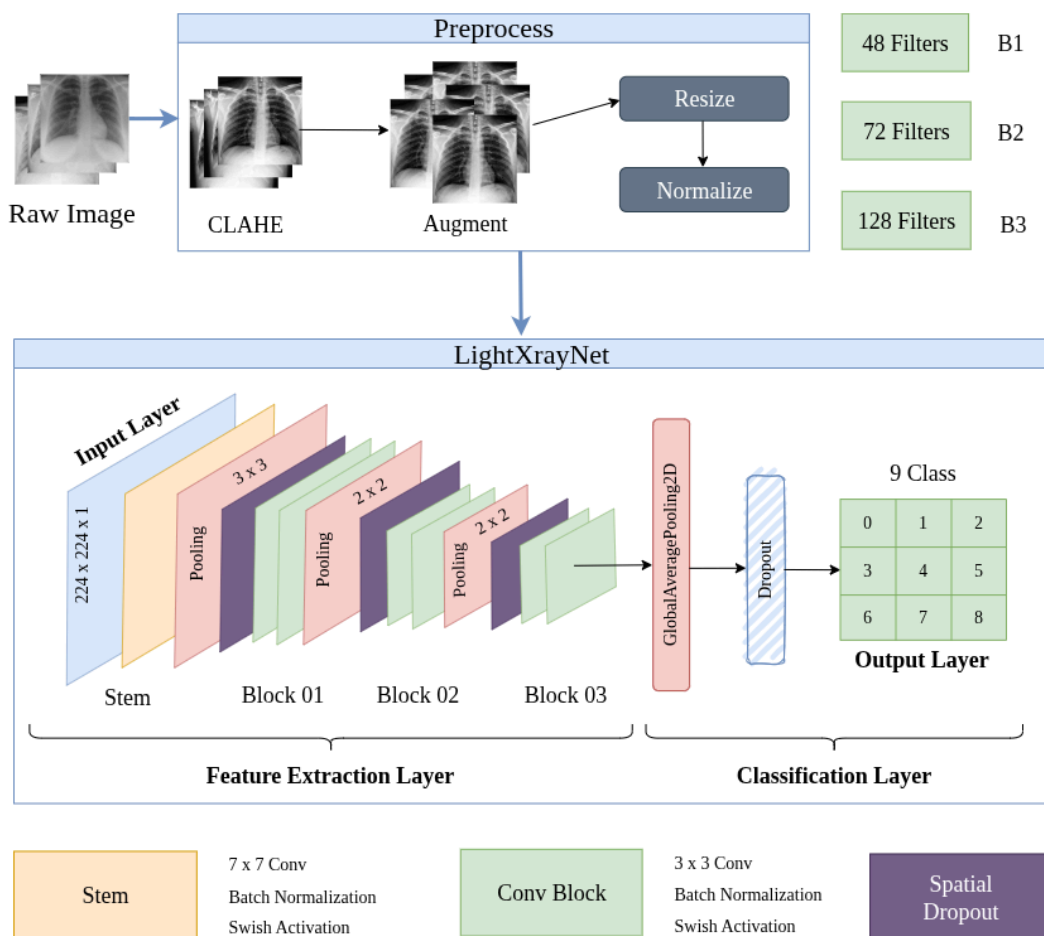 Preprocess
Raw Image
CLAHE
Augment
Resize
Normalize
48 Filters B1
72 Filters B2
128 Filters B3
LightXrayNet
Input Layer
224 x 224 x 1
3 x 3
Pooling
2 x 2
Pooling
2 x 2
Pooling
Stem
Block 01
Block 02
Block 03
GlobalAveragePooling2D
Dropout
9 Class
0 1 2
3 4 5
6 7 8
Output Layer
Feature Extraction Layer
Classification Layer
Stem
7 x 7 Conv
Batch Normalization
Swish Activation
Conv Block
3 x 3 Conv
Batch Normalization
Swish Activation
Spatial
Dropout